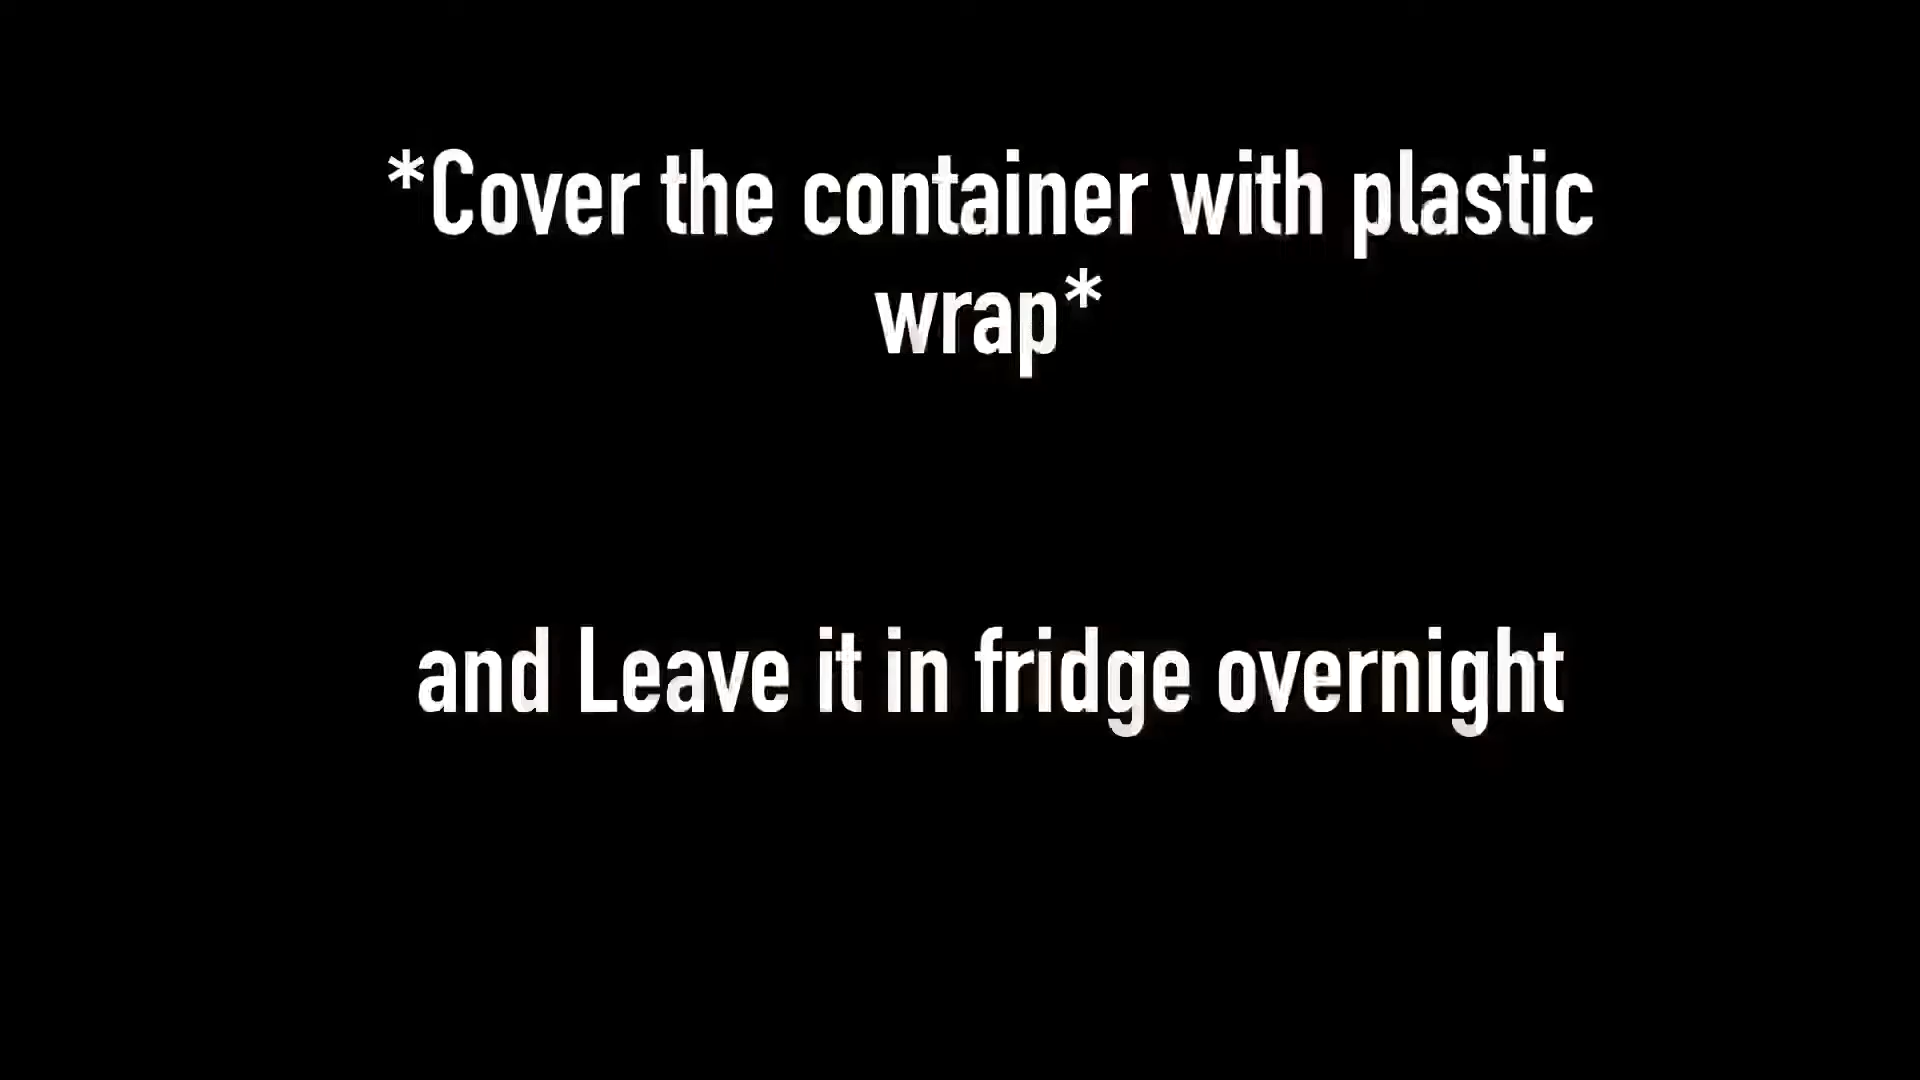 *Cover the container with plastic
wrap*
and Leave it in fridge overnight